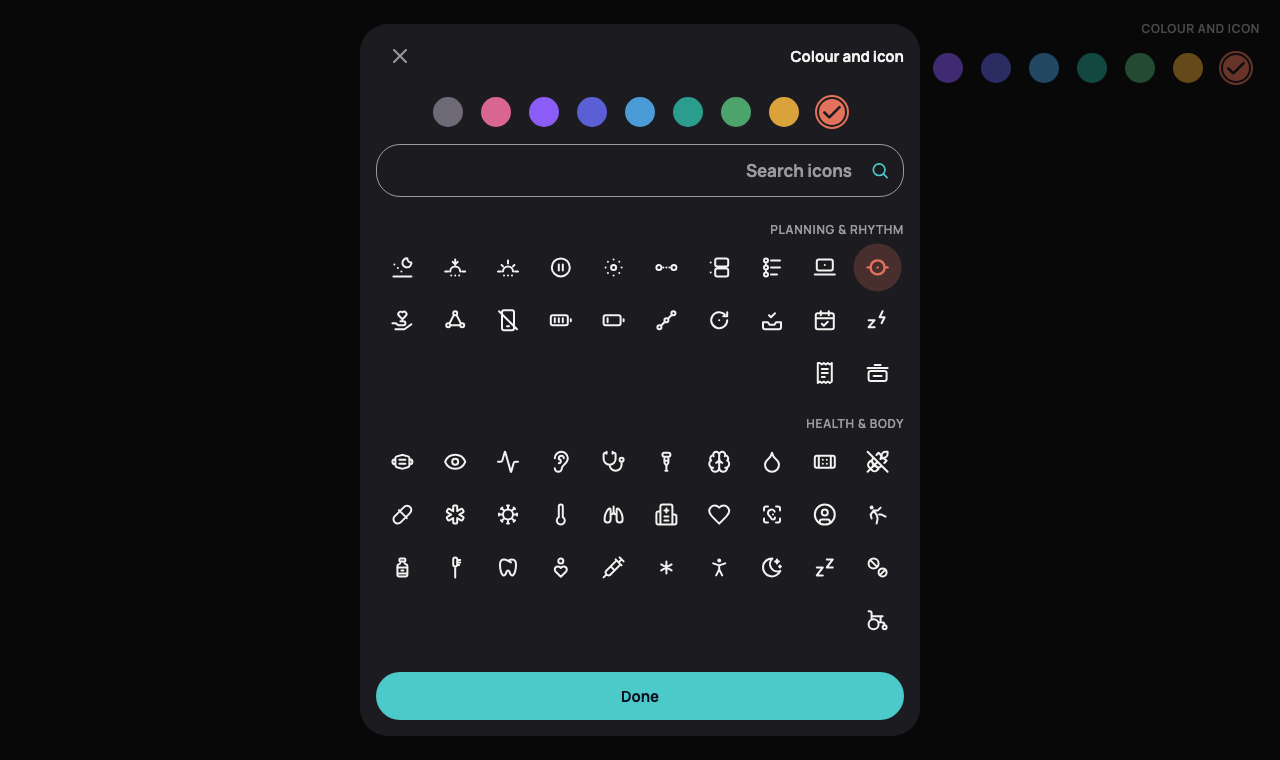 COLOUR AND ICON
Colour and icon
Search icons
PLANNING & RHYTHM
HEALTH & BODY
Done